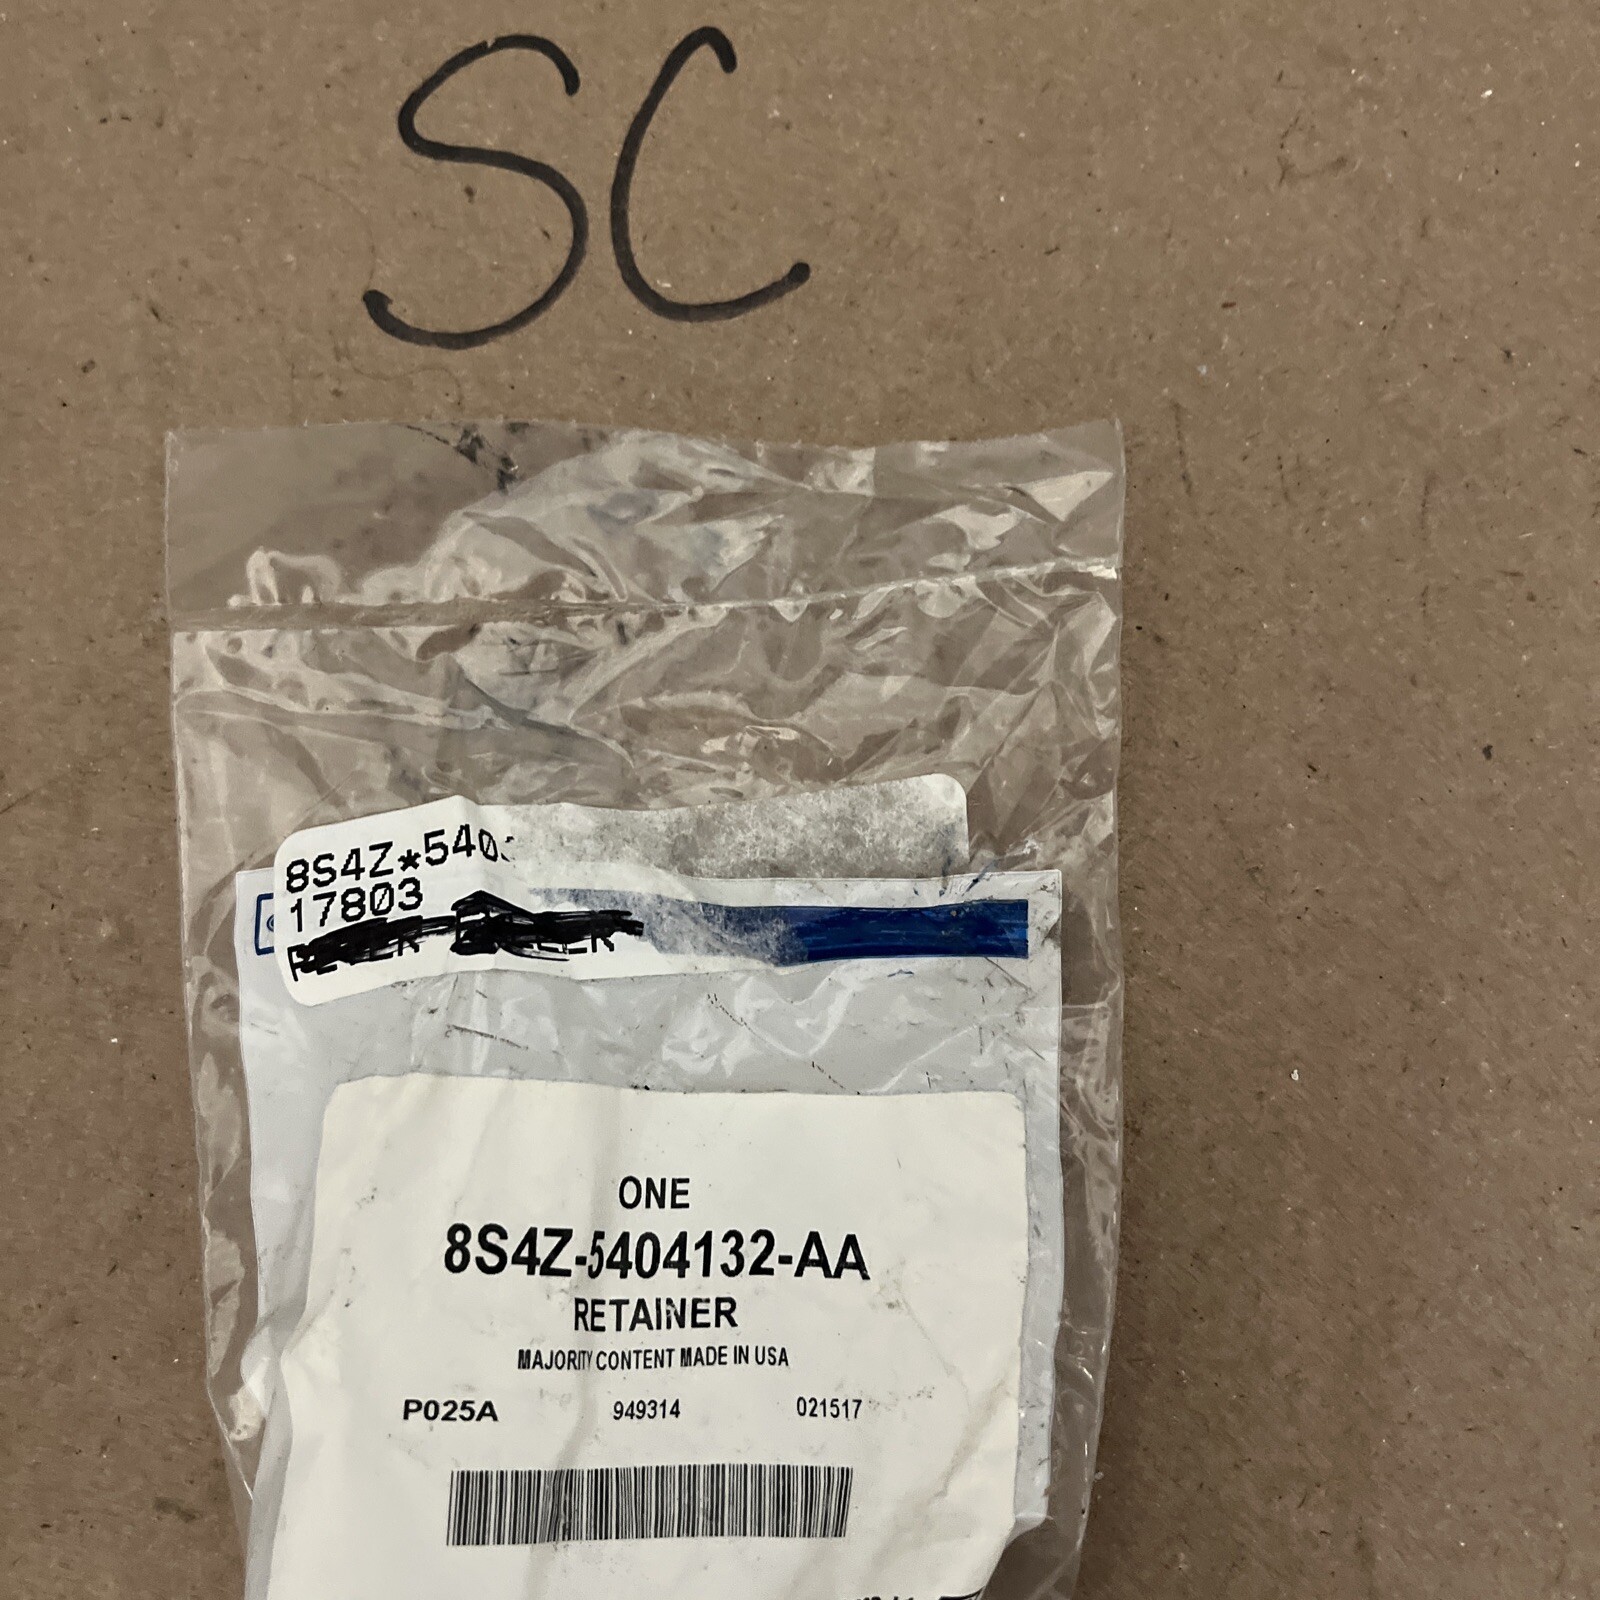 SC
8S4Z*540
17803
ONE
8S4Z-5404132-AA
RETAINER
MAJORITY CONTENT MADE IN USA
P025A 949314 021517